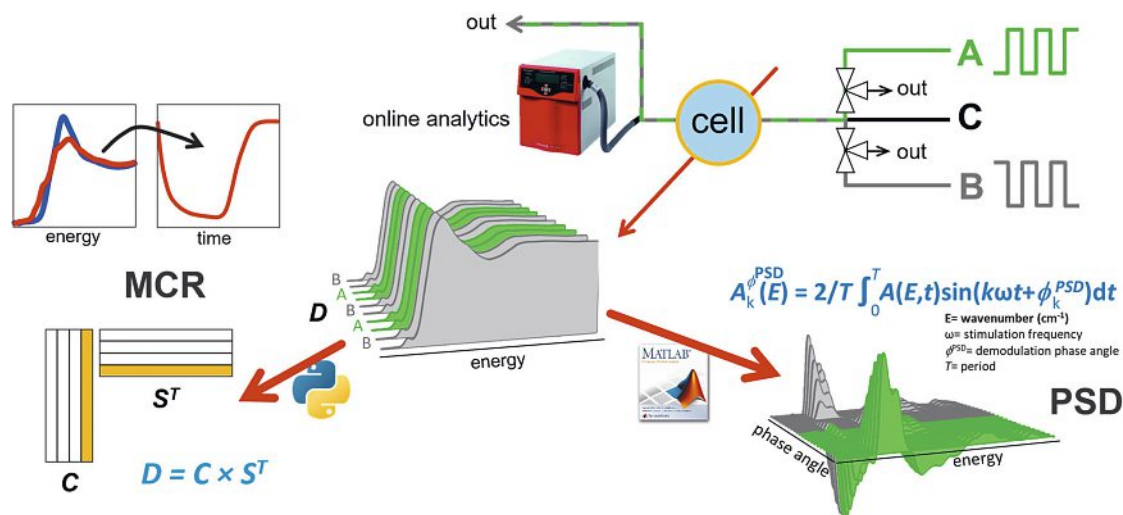 out
online analytics
cell
A
out
C
out
B
energy
time
MCR
B
A
B
A
B
D
energy
A_k^{ϕ^{PSD}}(E) = 2/T ∫_0^T A(E,t)sin(kωt+ϕ_k^{PSD})dt
E= wavenumber (cm⁻¹)
ω= stimulation frequency
ϕ^{PSD}= demodulation phase angle
T= period
MATLAB
PSD
phase angle
energy
S^T
C
D = C × S^T